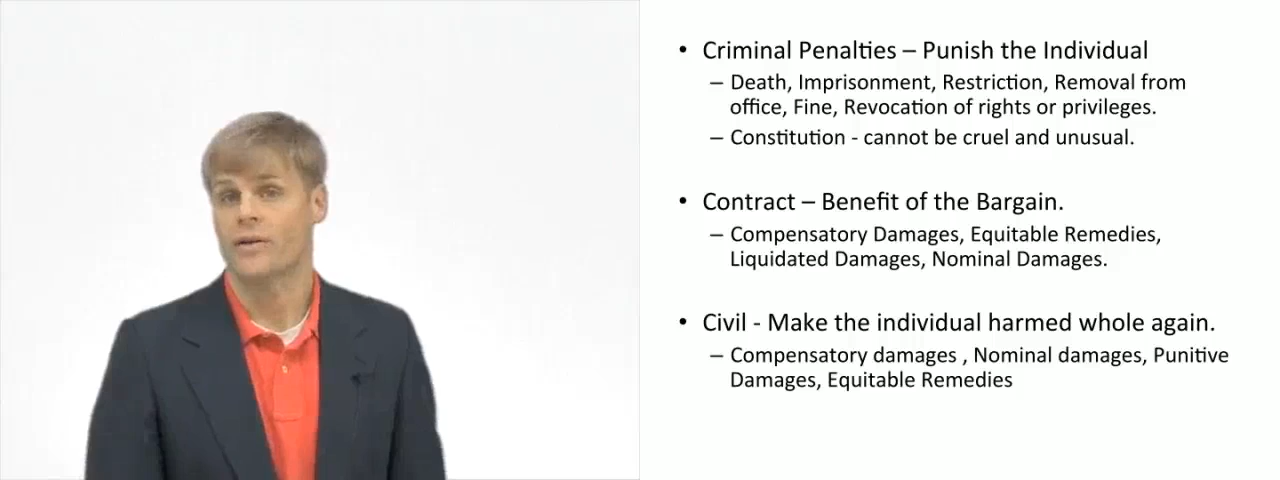 • Criminal Penalties – Punish the Individual
– Death, Imprisonment, Restriction, Removal from
office, Fine, Revocation of rights or privileges.
– Constitution - cannot be cruel and unusual.
• Contract – Benefit of the Bargain.
– Compensatory Damages, Equitable Remedies,
Liquidated Damages, Nominal Damages.
• Civil - Make the individual harmed whole again.
– Compensatory damages , Nominal damages, Punitive
Damages, Equitable Remedies